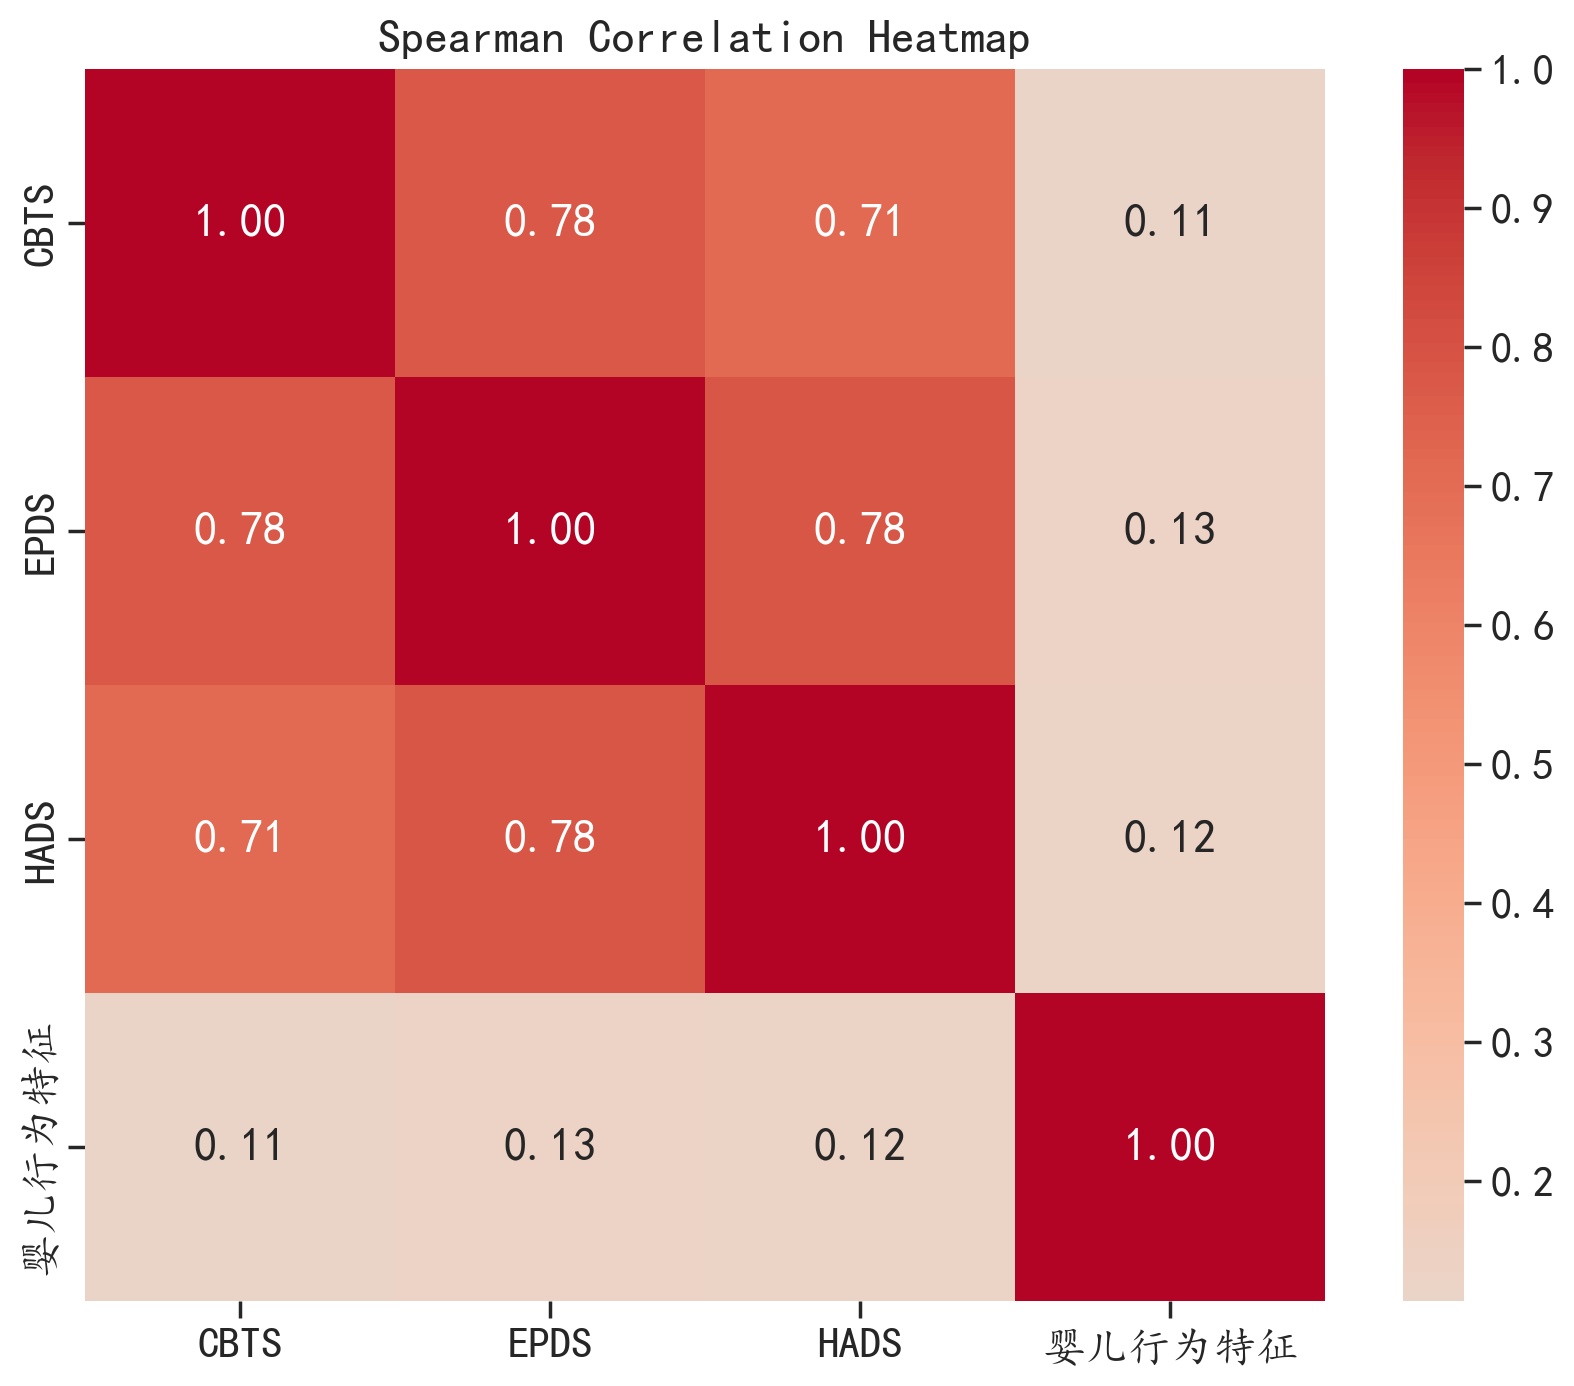 Spearman Correlation Heatmap
CBTS
1.00 0.78 0.71 0.11
EPDS
0.78 1.00 0.78 0.13
HADS
0.71 0.78 1.00 0.12
婴儿行为特征
0.11 0.13 0.12 1.00
CBTS EPDS HADS 婴儿行为特征
1.0
0.9
0.8
0.7
0.6
0.5
0.4
0.3
0.2